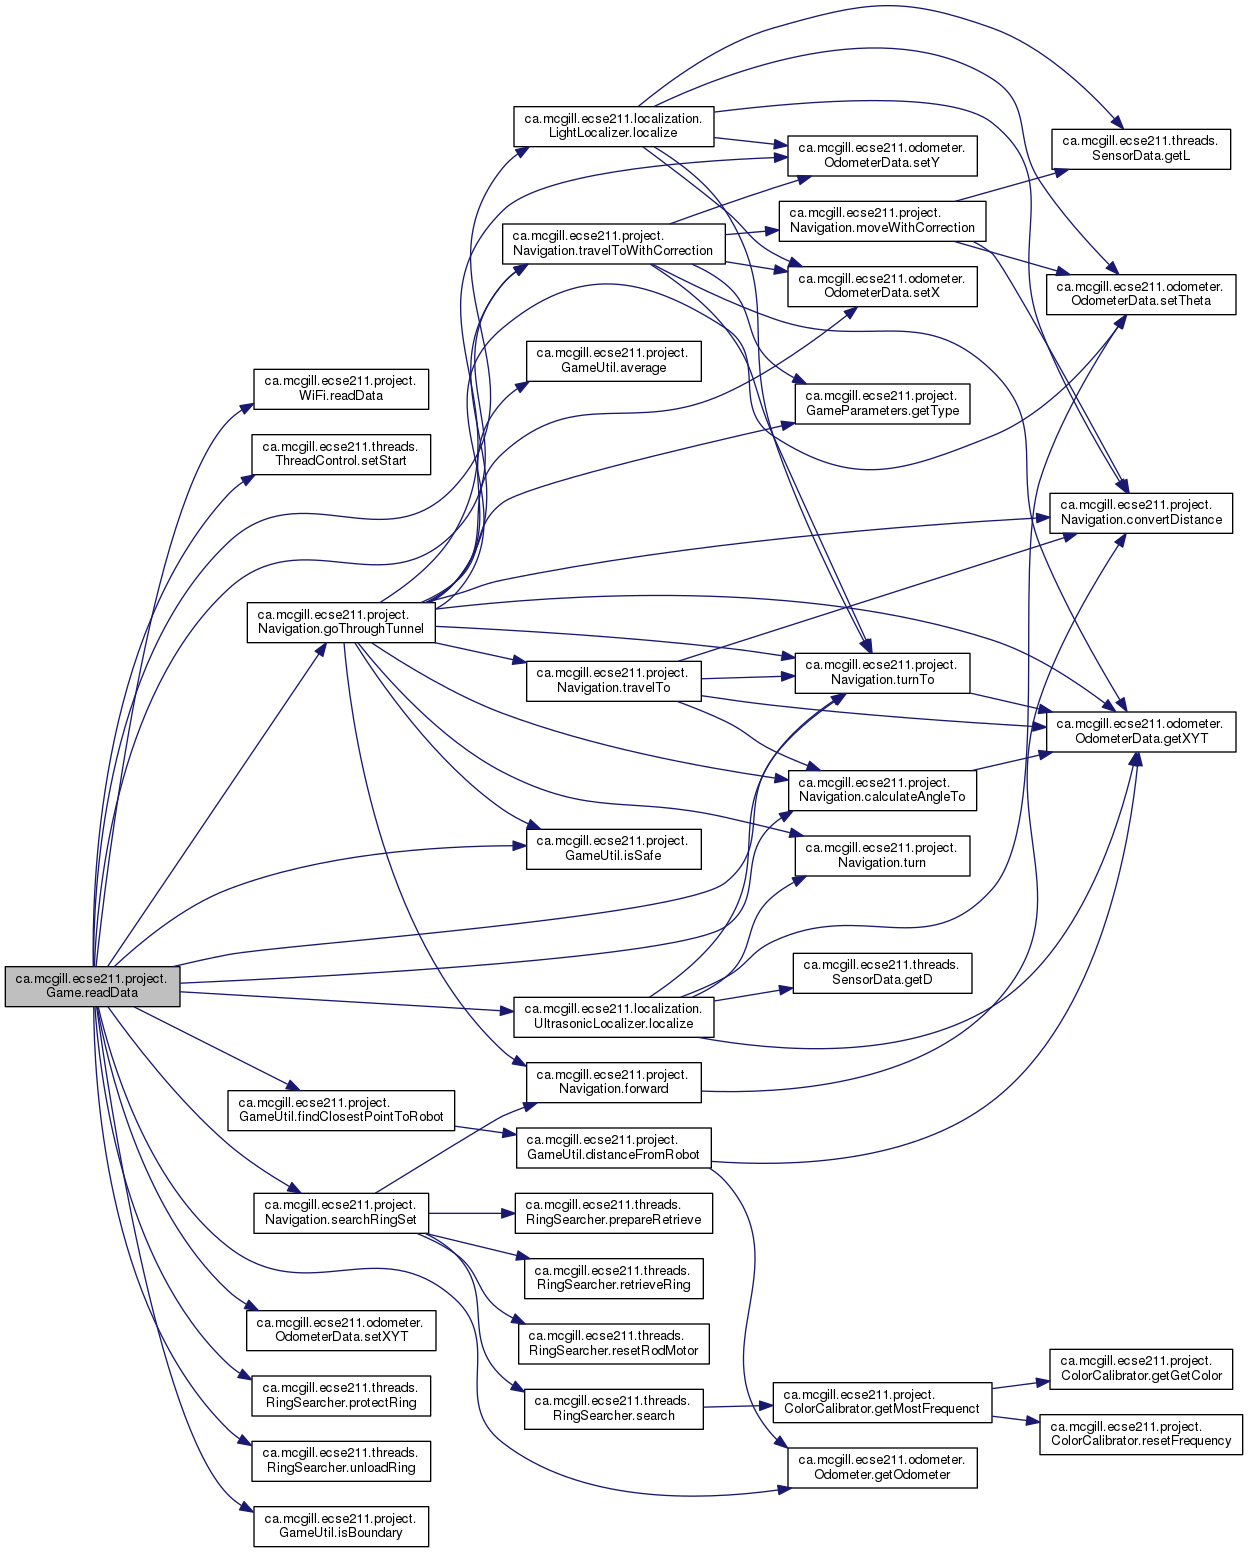 ca.mcgill.ecse211.localization.
LightLocalizer.localize
ca.mcgill.ecse211.threads.
SensorData.getL
ca.mcgill.ecse211.odometer.
OdometerData.setY
ca.mcgill.ecse211.project.
Navigation.moveWithCorrection
ca.mcgill.ecse211.project.
Navigation.travelToWithCorrection
ca.mcgill.ecse211.odometer.
OdometerData.setX
ca.mcgill.ecse211.odometer.
OdometerData.setTheta
ca.mcgill.ecse211.project.
GameUtil.average
ca.mcgill.ecse211.project.
WiFi.readData
ca.mcgill.ecse211.project.
GameParameters.getType
ca.mcgill.ecse211.threads.
ThreadControl.setStart
ca.mcgill.ecse211.project.
Navigation.convertDistance
ca.mcgill.ecse211.project.
Navigation.goThroughTunnel
ca.mcgill.ecse211.project.
Navigation.travelTo
ca.mcgill.ecse211.project.
Navigation.turnTo
ca.mcgill.ecse211.odometer.
OdometerData.getXYT
ca.mcgill.ecse211.project.
Navigation.calculateAngleTo
ca.mcgill.ecse211.project.
GameUtil.isSafe
ca.mcgill.ecse211.project.
Navigation.turn
ca.mcgill.ecse211.project.
Game.readData
ca.mcgill.ecse211.threads.
SensorData.getD
ca.mcgill.ecse211.localization.
UltrasonicLocalizer.localize
ca.mcgill.ecse211.project.
Navigation.forward
ca.mcgill.ecse211.project.
GameUtil.findClosestPointToRobot
ca.mcgill.ecse211.project.
GameUtil.distanceFromRobot
ca.mcgill.ecse211.project.
Navigation.searchRingSet
ca.mcgill.ecse211.threads.
RingSearcher.prepareRetrieve
ca.mcgill.ecse211.threads.
RingSearcher.retrieveRing
ca.mcgill.ecse211.odometer.
OdometerData.setXYT
ca.mcgill.ecse211.threads.
RingSearcher.resetRodMotor
ca.mcgill.ecse211.threads.
RingSearcher.protectRing
ca.mcgill.ecse211.threads.
RingSearcher.search
ca.mcgill.ecse211.project.
ColorCalibrator.getMostFrequenct
ca.mcgill.ecse211.project.
ColorCalibrator.getGetColor
ca.mcgill.ecse211.project.
ColorCalibrator.resetFrequency
ca.mcgill.ecse211.threads.
RingSearcher.unloadRing
ca.mcgill.ecse211.odometer.
Odometer.getOdometer
ca.mcgill.ecse211.project.
GameUtil.isBoundary